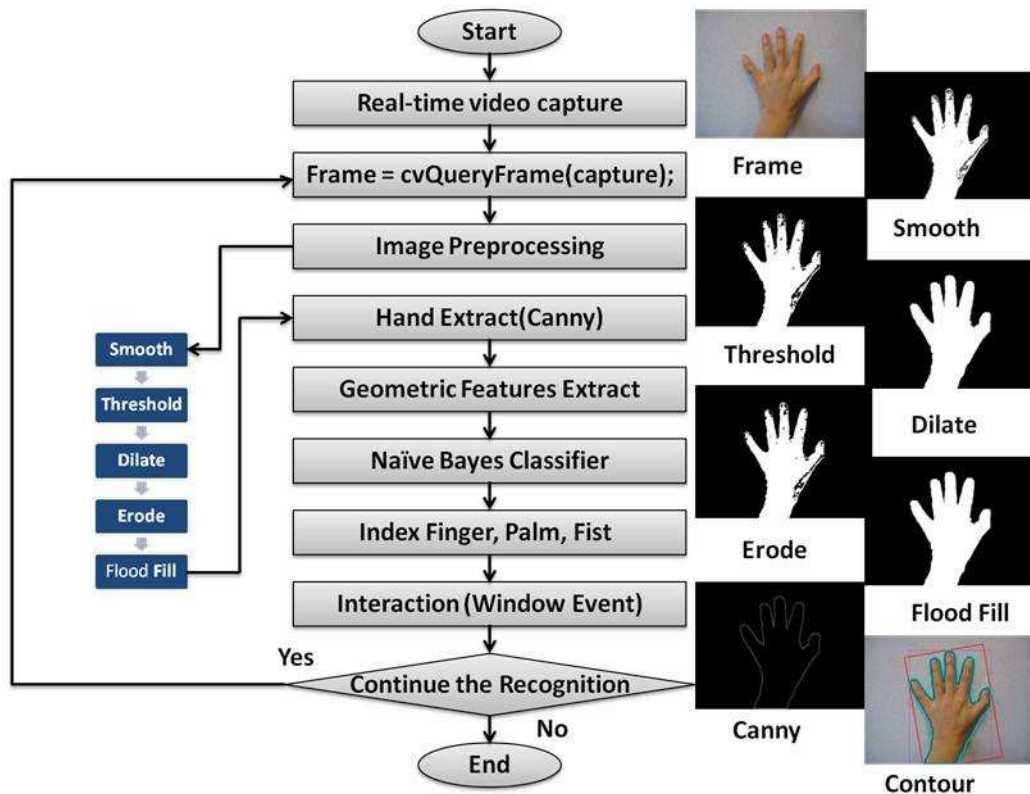 Start
Real-time video capture
Frame = cvQueryFrame(capture);
Image Preprocessing
Hand Extract(Canny)
Geometric Features Extract
Naïve Bayes Classifier
Index Finger, Palm, Fist
Interaction (Window Event)
Continue the Recognition
Yes
No
End
Smooth
Threshold
Dilate
Erode
Flood Fill
Frame
Smooth
Threshold
Dilate
Erode
Flood Fill
Canny
Contour